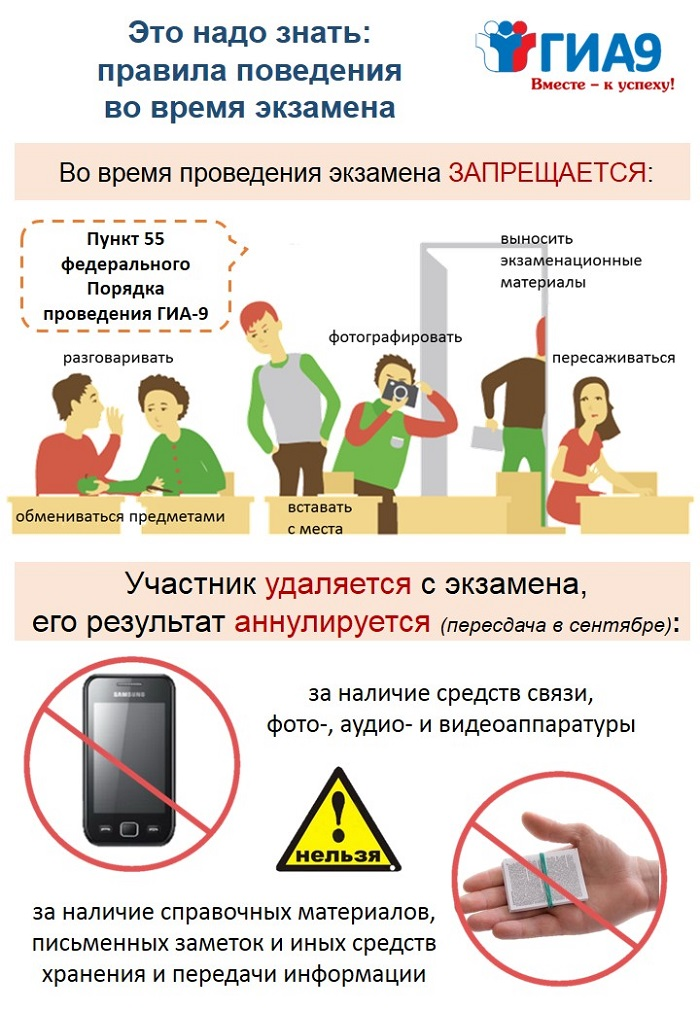 Это надо знать:
правила поведения
во время экзамена
ГИА9
Вместе – к успеху!
Во время проведения экзамена ЗАПРЕЩАЕТСЯ:
Пункт 55
федерального
Порядка
проведения ГИА-9
выносить
экзаменационные
материалы
фотографировать
разговаривать
пересаживаться
обмениваться предметами
вставать
с места
Участник удаляется с экзамена,
его результат аннулируется (пересдача в сентябре):
SAMSUNG
за наличие средств связи,
фото-, аудио- и видеоаппаратуры
нельзя
за наличие справочных материалов,
письменных заметок и иных средств
хранения и передачи информации